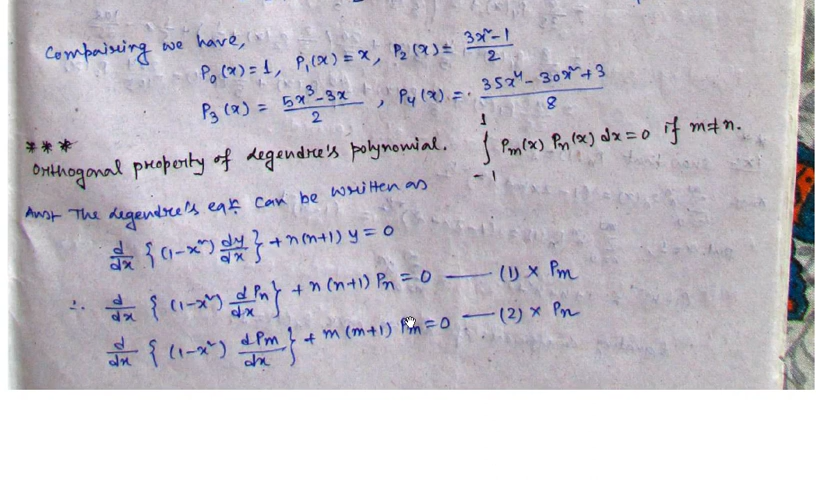 Compairing we have,
P₀(x) = 1, P₁(x) = x, P₂(x) = (3x²-1)/2
P₃(x) = (5x³-3x)/2, P₄(x) = (35x⁴-30x²+3)/8
***
Orthogonal property of Legendre's polynomial. ∫₋₁¹ Pm(x) Pn(x) dx = 0 if m≠n.
Ans→ The Legendre's eqn. can be written as
d/dx {(1-x²) dy/dx} + n(n+1) y = 0
∴ d/dx {(1-x²) dPn/dx} + n(n+1) Pn = 0 —— (1) × Pm
d/dx {(1-x²) dPm/dx} + m(m+1) Pm = 0 —— (2) × Pn